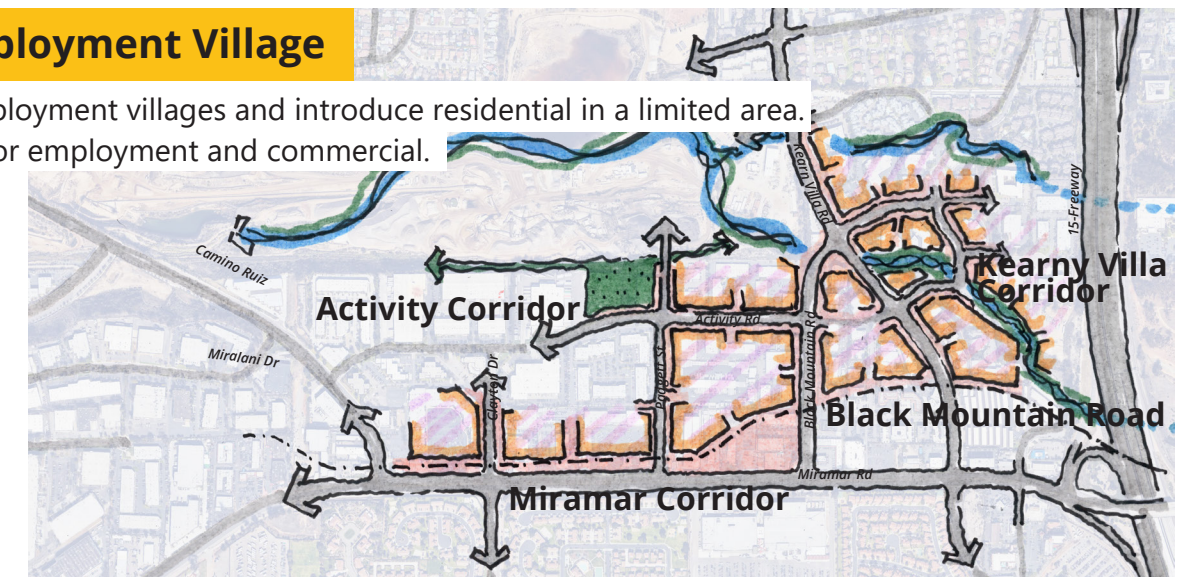 ployment Village
ployment villages and introduce residential in a limited area.
or employment and commercial.
Kearn Villa Rd
15-Freeway
Camino Ruiz
Kearny Villa
Corridor
Activity Corridor
Activity Rd
Miralani Dr
Black Mountain Rd
Black Mountain Road
Miramar Rd
Miramar Corridor